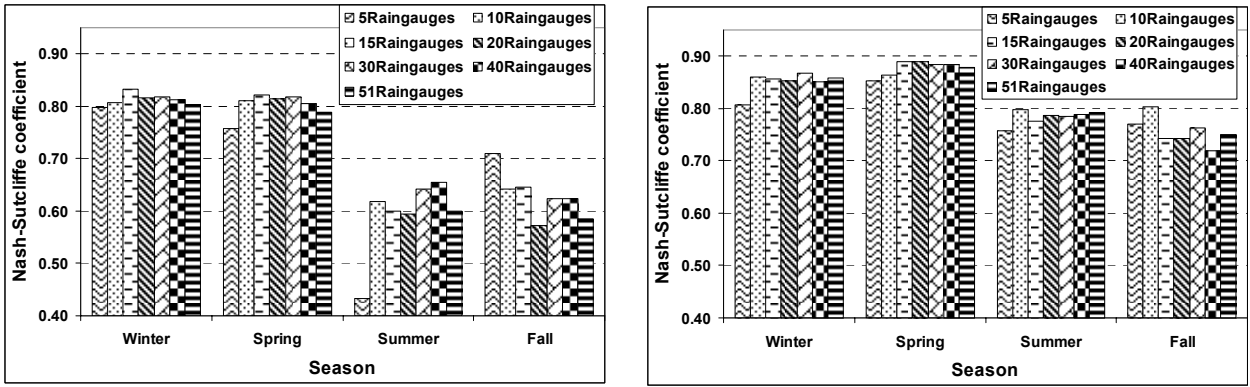 5Raingauges 10Raingauges
15Raingauges 20Raingauges
30Raingauges 40Raingauges
51Raingauges
Nash-Sutcliffe coefficient
0.90
0.80
0.70
0.60
0.50
0.40
Winter Spring Summer Fall
Season
5Raingauges 10Raingauges
15Raingauges 20Raingauges
30Raingauges 40Raingauges
51Raingauges
Nash-Sutcliffe coefficient
0.90
0.80
0.70
0.60
0.50
0.40
Winter Spring Summer Fall
Season